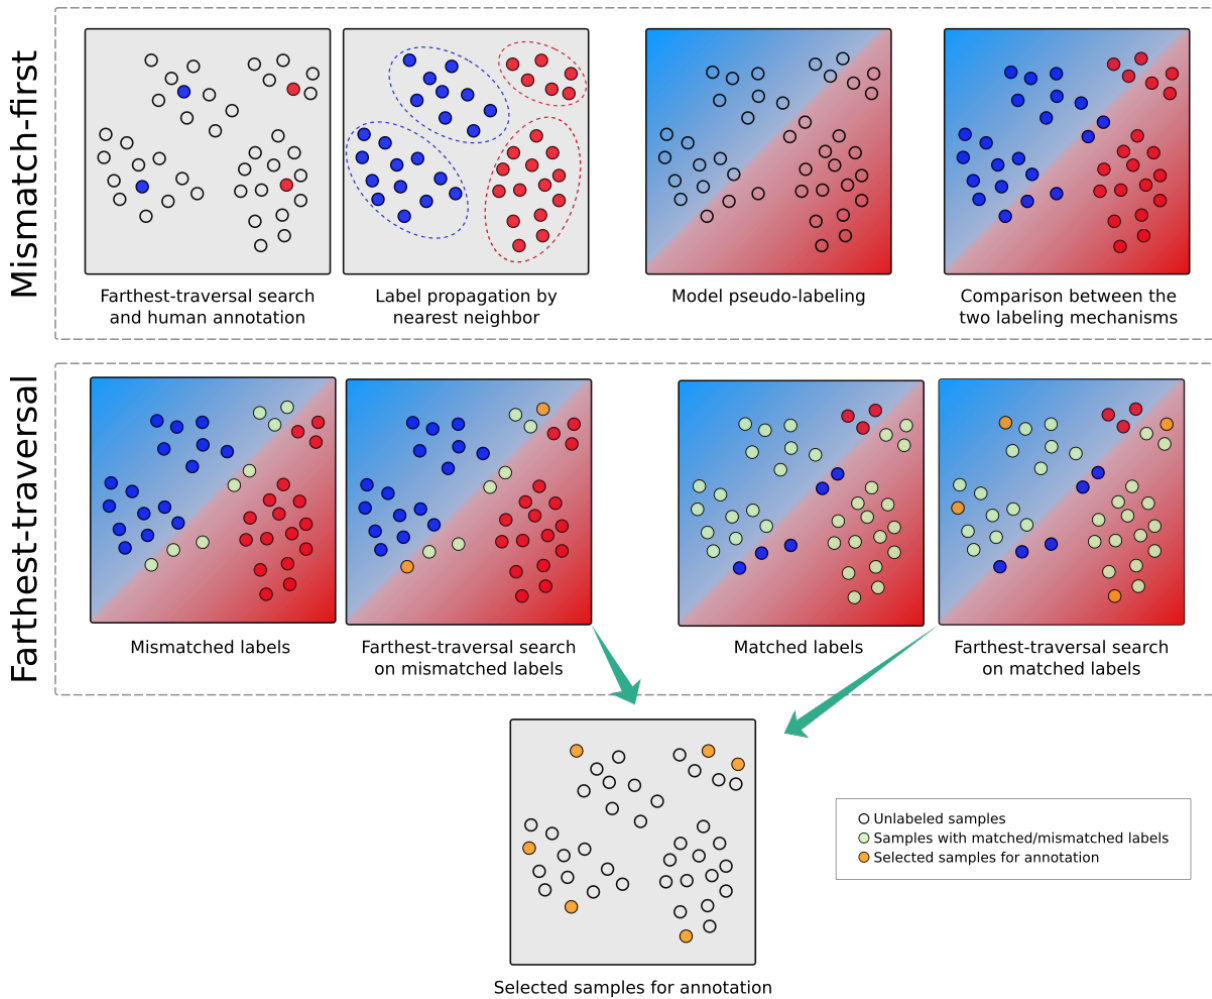 Mismatch-first
Farthest-traversal search
and human annotation
Label propagation by
nearest neighbor
Model pseudo-labeling
Comparison between the
two labeling mechanisms
Farthest-traversal
Mismatched labels
Farthest-traversal search
on mismatched labels
Matched labels
Farthest-traversal search
on matched labels
Unlabeled samples
Samples with matched/mismatched labels
Selected samples for annotation
Selected samples for annotation